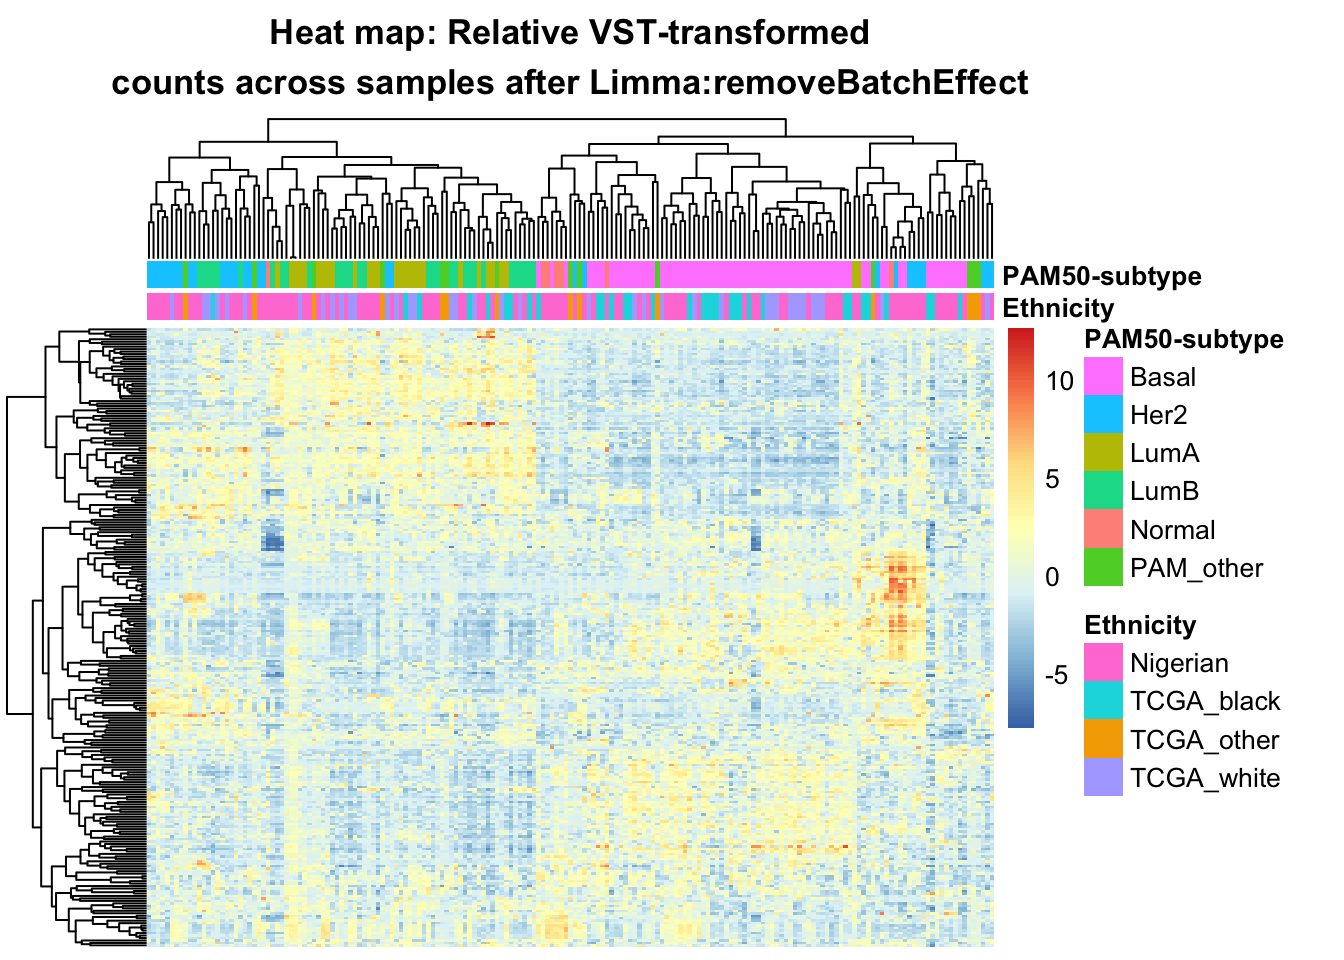 Heat map: Relative VST-transformed
counts across samples after Limma:removeBatchEffect
PAM50-subtype
Ethnicity
10
5
0
-5
PAM50-subtype
Basal
Her2
LumA
LumB
Normal
PAM_other
Ethnicity
Nigerian
TCGA_black
TCGA_other
TCGA_white